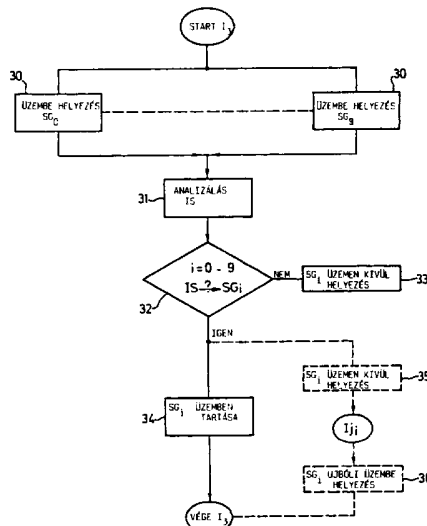 START I₃
30
30
ÜZEMBE HELYEZÉS
SG₀
ÜZEMBE HELYEZÉS
SG₉
31
ANALIZÁLÁS
IS
i=0 - 9
IS ? SGi
32
NEM
SGi ÜZEMEN KIVÜL
HELYEZÉS
33
IGEN
34
SGi ÜZEMBEN
TARTÁSA
SGi ÜZEMEN KIVÜL
HELYEZÉS
35
Iji
SGi UJBÓLI ÜZEMBE
HELYEZÉS
VÉGE I₃